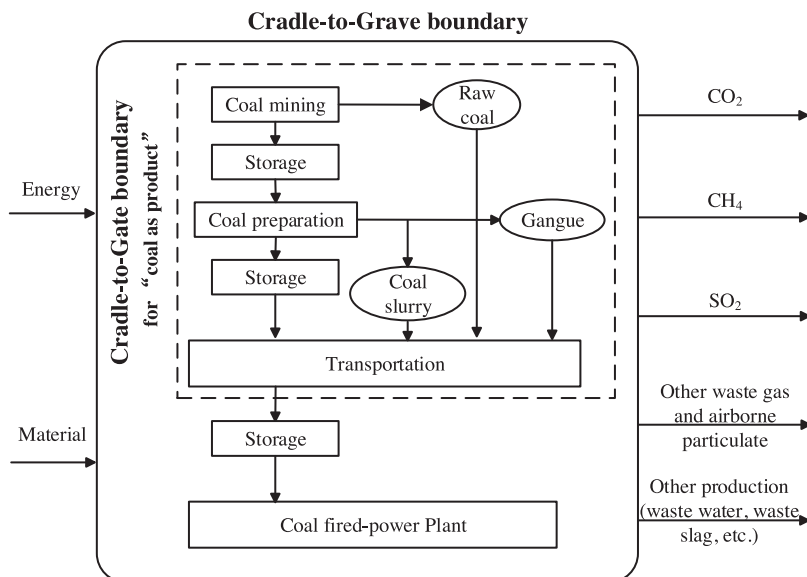 Cradle-to-Grave boundary
Cradle-to-Gate boundary
for “coal as product”
Energy
Material
Coal mining
Raw
coal
Storage
Coal preparation
Gangue
Storage
Coal
slurry
Transportation
Storage
Coal fired-power Plant
CO2
CH4
SO2
Other waste gas
and airborne
particulate
Other production
(waste water, waste
slag, etc.)